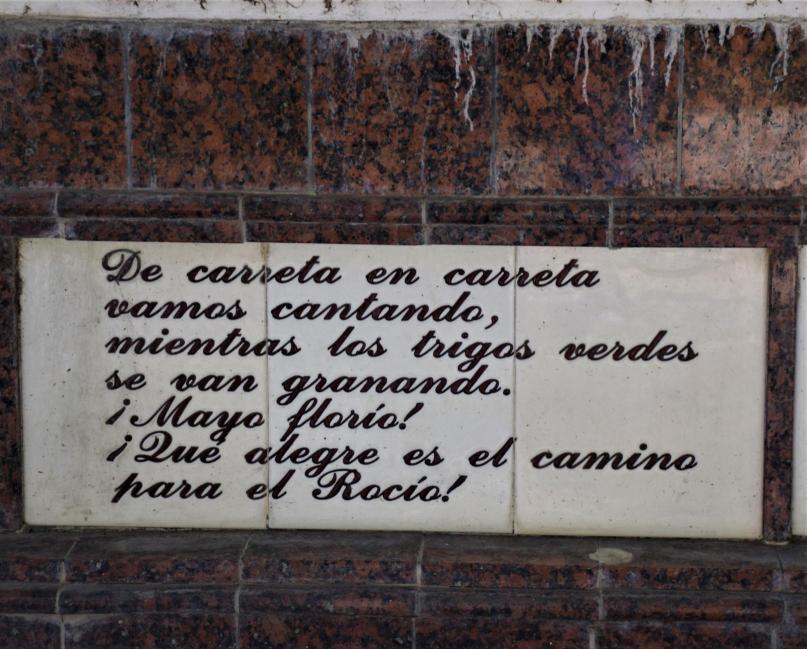 De carreta en carreta
vamos cantando,
mientras los trigos verdes
se van granando.
¡Mayo florío!
¡Que alegre es el camino
para el Rocío!